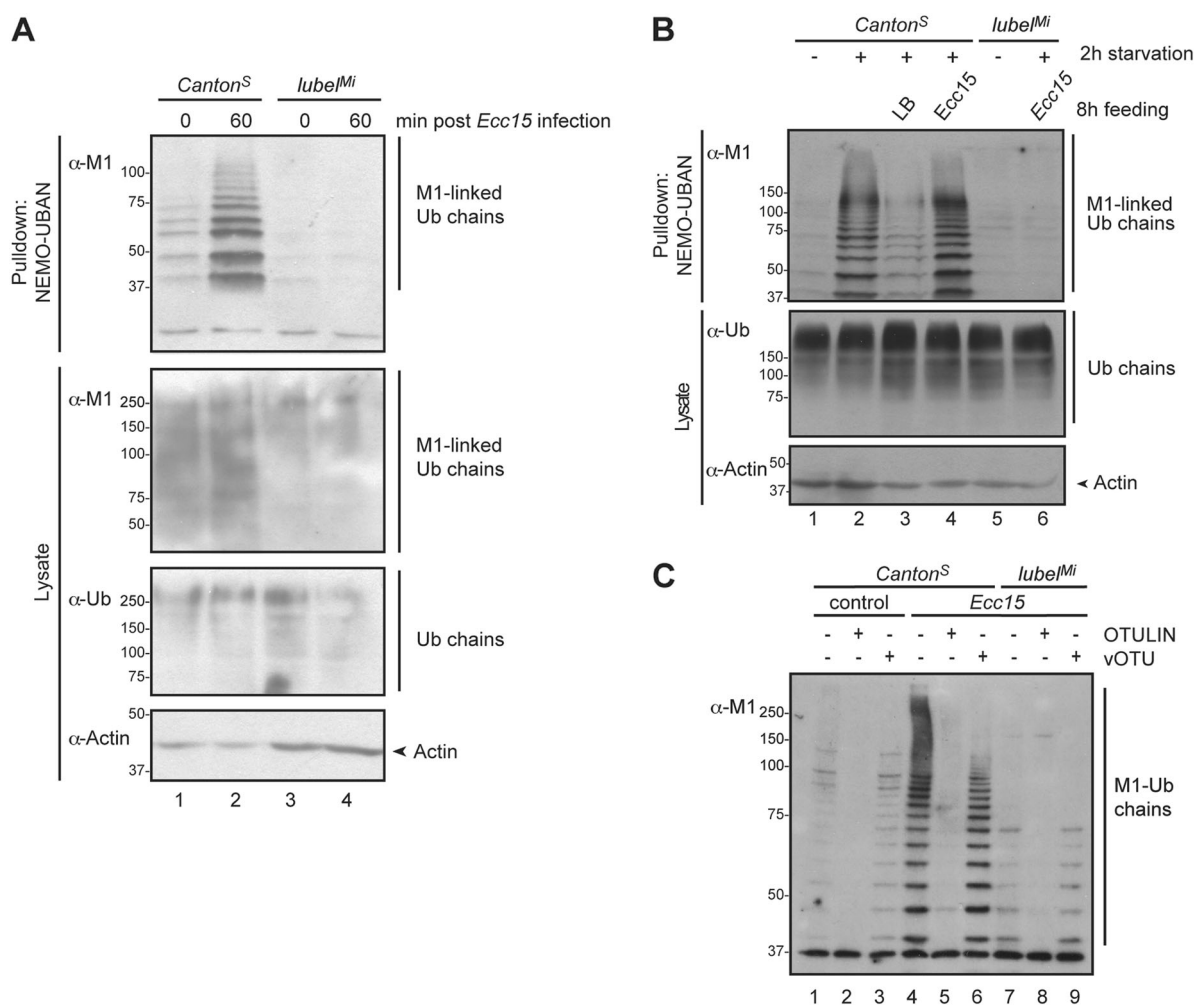 A
Canton^S lubel^Mi
0 60 0 60 min post Ecc15 infection
Pulldown:
NEMO-UBAN
α-M1
100-
75-
50-
37-
M1-linked
Ub chains
Lysate
α-M1
250-
150-
100-
75-
50-
M1-linked
Ub chains
α-Ub
250-
150-
100-
75-
Ub chains
50-
α-Actin
37-
Actin
1 2 3 4
B
Canton^S lubel^Mi
- + + + - + 2h starvation
LB Ecc15 Ecc15 8h feeding
Pulldown:
NEMO-UBAN
α-M1
150-
100-
75-
50-
37-
M1-linked
Ub chains
Lysate
α-Ub
150-
100-
75-
Ub chains
α-Actin
50-
37-
Actin
1 2 3 4 5 6
C
Canton^S lubel^Mi
control Ecc15
- + - - + - - + - OTULIN
- - + - - + - - + vOTU
α-M1
250-
150-
100-
75-
50-
37-
M1-Ub
chains
1 2 3 4 5 6 7 8 9